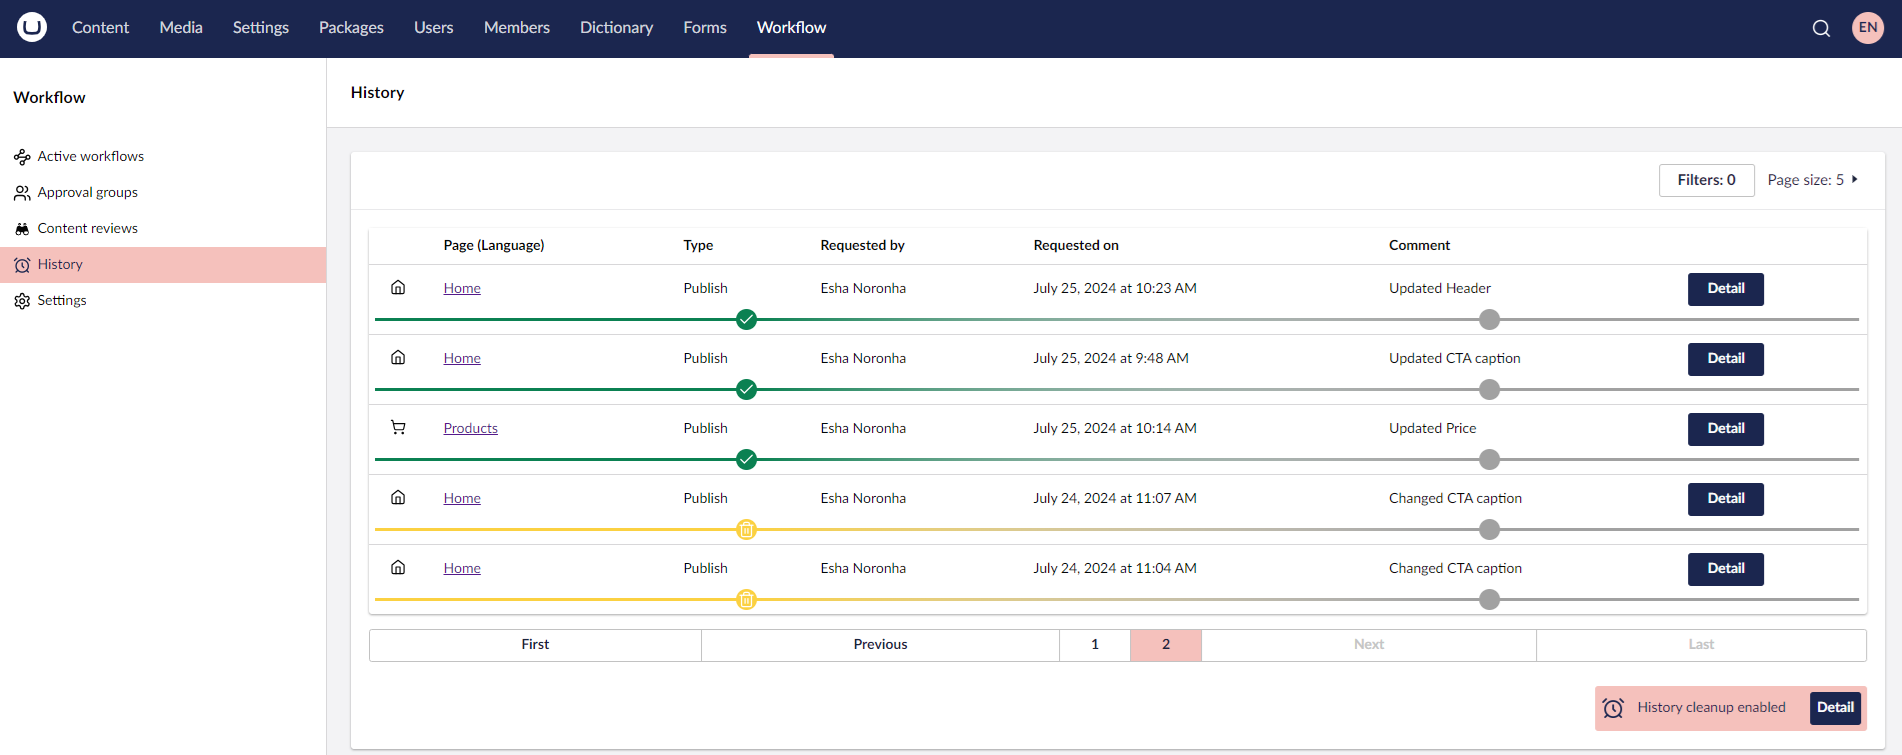 Content Media Settings Packages Users Members Dictionary Forms Workflow EN
Workflow
Active workflows
Approval groups
Content reviews
History
Settings
History
Filters: 0 Page size: 5
Page (Language) Type Requested by Requested on Comment
Home Publish Esha Noronha July 25, 2024 at 10:23 AM Updated Header Detail
Home Publish Esha Noronha July 25, 2024 at 9:48 AM Updated CTA caption Detail
Products Publish Esha Noronha July 25, 2024 at 10:14 AM Updated Price Detail
Home Publish Esha Noronha July 24, 2024 at 11:07 AM Changed CTA caption Detail
Home Publish Esha Noronha July 24, 2024 at 11:04 AM Changed CTA caption Detail
First Previous 1 2 Next Last
History cleanup enabled Detail